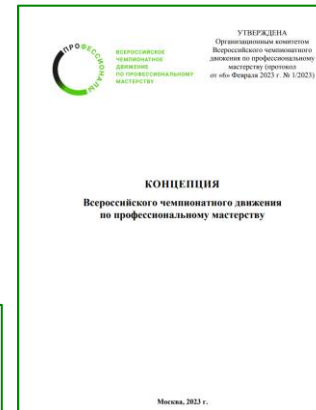 ПРОФЕССИОНАЛЫ
ВСЕРОССИЙСКОЕ
ЧЕМПИОНАТНОЕ
ДВИЖЕНИЕ
ПО ПРОФЕССИОНАЛЬНОМУ
МАСТЕРСТВУ
УТВЕРЖДЕНА
Организационным комитетом
Всероссийского чемпионатного
движения по профессиональному
мастерству (протокол
от «6» Февраля 2023 г. № 1/2023)
КОНЦЕПЦИЯ
Всероссийского чемпионатного движения
по профессиональному мастерству
Москва, 2023 г.